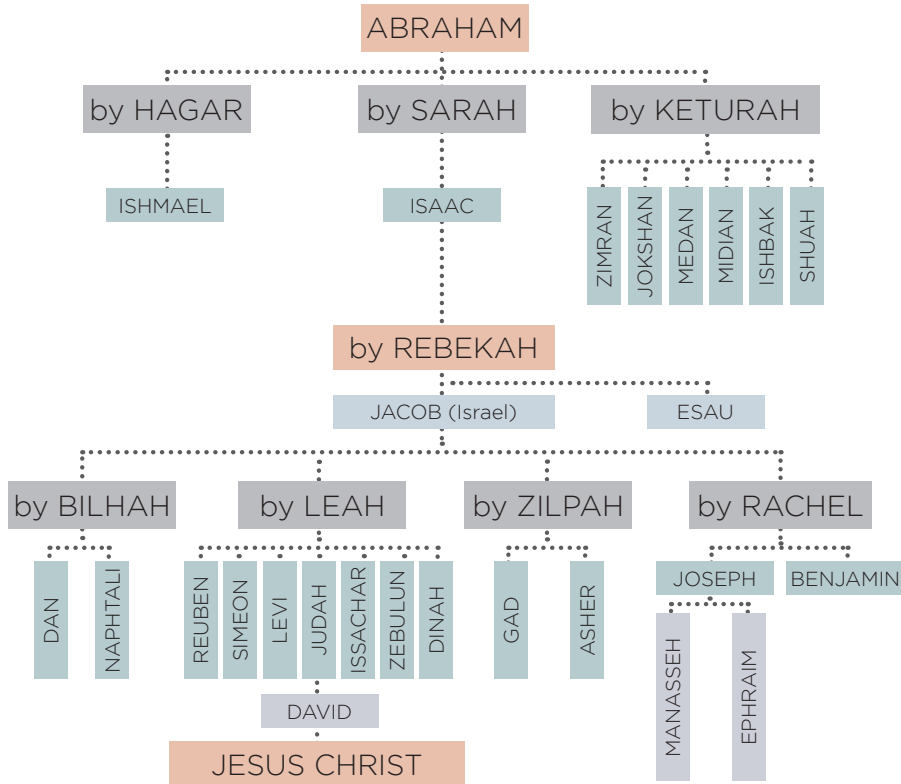 ABRAHAM
by HAGAR
by SARAH
by KETURAH
ISHMAEL
ISAAC
ZIMRAN
JOKSHAN
MEDAN
MIDIAN
ISHBAK
SHUAH
by REBEKAH
JACOB (Israel)
ESAU
by BILHAH
by LEAH
by ZILPAH
by RACHEL
DAN
NAPHTALI
REUBEN
SIMEON
LEVI
JUDAH
ISSACHAR
ZEBULUN
DINAH
GAD
ASHER
JOSEPH
BENJAMIN
MANASSEH
EPHRAIM
DAVID
JESUS CHRIST